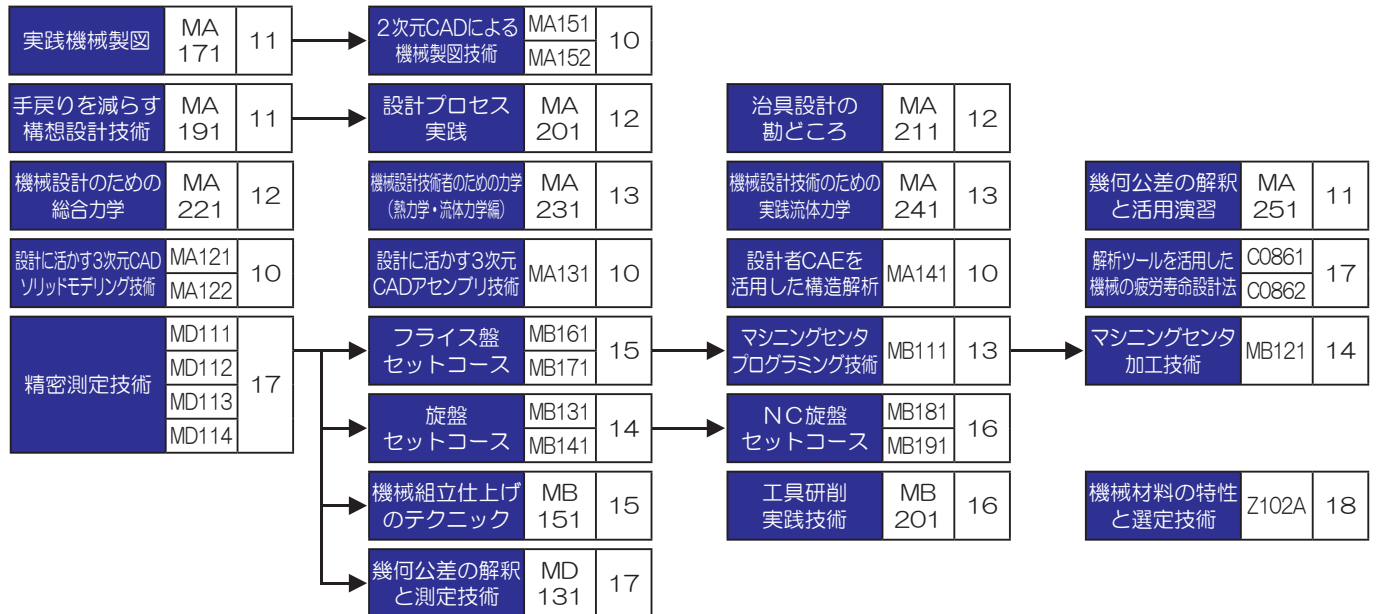 実践機械製図
MA
171
11
2次元CADによる
機械製図技術
MA151
MA152
10
手戻りを減らす
構想設計技術
MA
191
11
設計プロセス
実践
MA
201
12
治具設計の
勘どころ
MA
211
12
機械設計のための
総合力学
MA
221
12
機械設計技術者のための力学
(熱力学・流体力学編)
MA
231
13
機械設計技術のための
実践流体力学
MA
241
13
幾何公差の解釈
と活用演習
MA
251
11
設計に活かす3次元CAD
ソリッドモデリング技術
MA121
MA122
10
設計に活かす3次元
CADアセンブリ技術
MA131
10
設計者CAEを
活用した構造解析
MA141
10
解析ツールを活用した
機械の疲労寿命設計法
C0861
C0862
17
精密測定技術
MD111
MD112
MD113
MD114
17
フライス盤
セットコース
MB161
MB171
15
マシニングセンタ
プログラミング技術
MB111
13
マシニングセンタ
加工技術
MB121
14
旋盤
セットコース
MB131
MB141
14
NC旋盤
セットコース
MB181
MB191
16
機械組立仕上げ
のテクニック
MB
151
15
工具研削
実践技術
MB
201
16
機械材料の特性
と選定技術
Z102A
18
幾何公差の解釈
と測定技術
MD
131
17